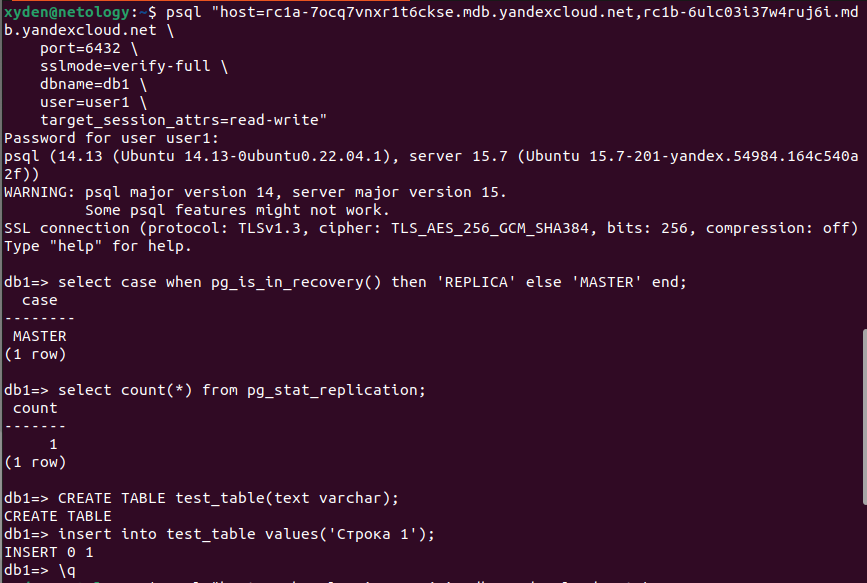 xyden@netology:~$ psql "host=rc1a-7ocq7vnxr1t6ckse.mdb.yandexcloud.net,rc1b-6ulc03i37w4ruj6i.md
b.yandexcloud.net \
    port=6432 \
    sslmode=verify-full \
    dbname=db1 \
    user=user1 \
    target_session_attrs=read-write"
Password for user user1:
psql (14.13 (Ubuntu 14.13-0ubuntu0.22.04.1), server 15.7 (Ubuntu 15.7-201-yandex.54984.164c540a
2f))
WARNING: psql major version 14, server major version 15.
         Some psql features might not work.
SSL connection (protocol: TLSv1.3, cipher: TLS_AES_256_GCM_SHA384, bits: 256, compression: off)
Type "help" for help.

db1=> select case when pg_is_in_recovery() then 'REPLICA' else 'MASTER' end;
  case
--------
 MASTER
(1 row)

db1=> select count(*) from pg_stat_replication;
 count
-------
     1
(1 row)

db1=> CREATE TABLE test_table(text varchar);
CREATE TABLE
db1=> insert into test_table values('Строка 1');
INSERT 0 1
db1=> \q